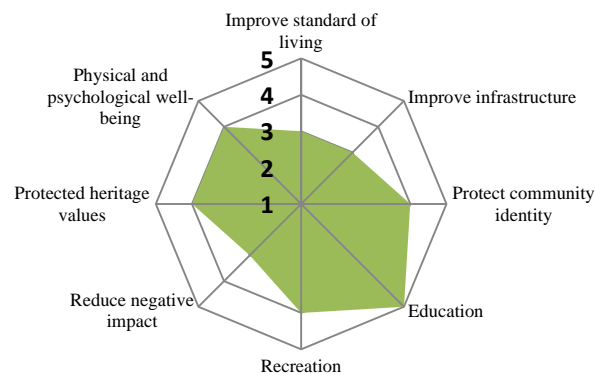 Improve standard of
living
5
Physical and
psychological well-
being
4
Improve infrastructure
3
2
Protected heritage
values
1
Protect community
identity
Reduce negative
impact
Education
Recreation